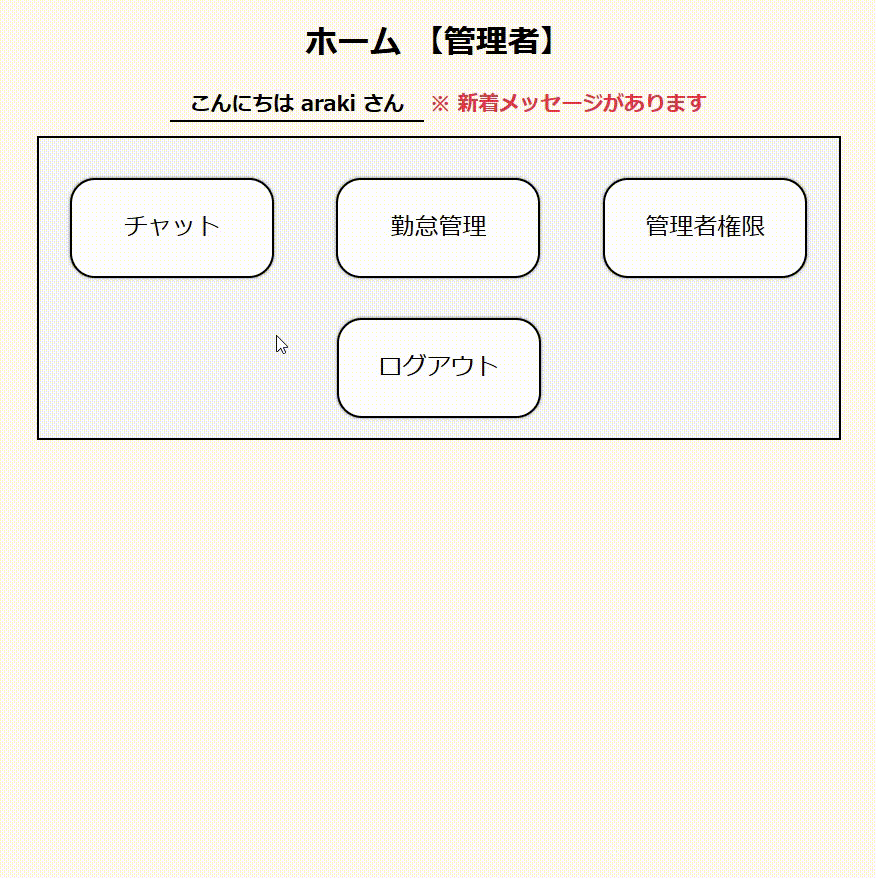 ホーム 【管理者】
こんにちは araki さん ※ 新着メッセージがあります
チャット 勤怠管理 管理者権限
ログアウト